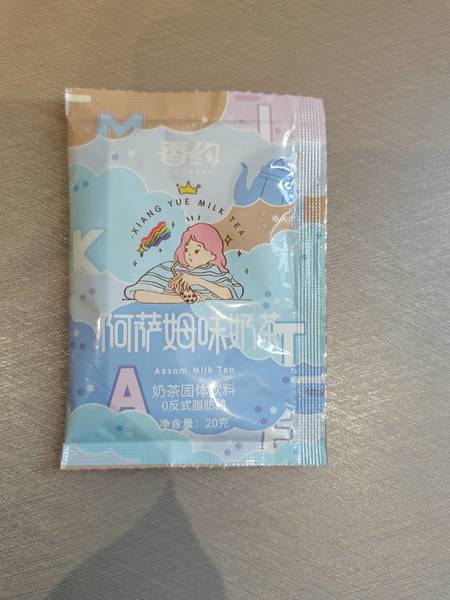 M
I
香约
XIANG YUE MILK TEA
K
阿萨姆味奶茶
T
Assam Milk Tea
A
奶茶固体饮料
0反式脂肪酸
净含量：20克